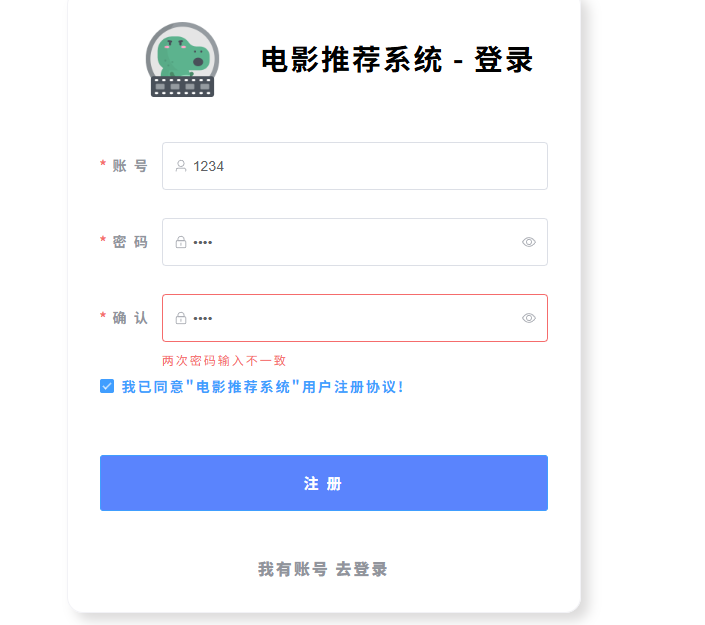 电影推荐系统 - 登录
* 账 号 1234
* 密 码 ••••
* 确 认 ••••
两次密码输入不一致
我已同意"电影推荐系统"用户注册协议!
注 册
我有账号 去登录